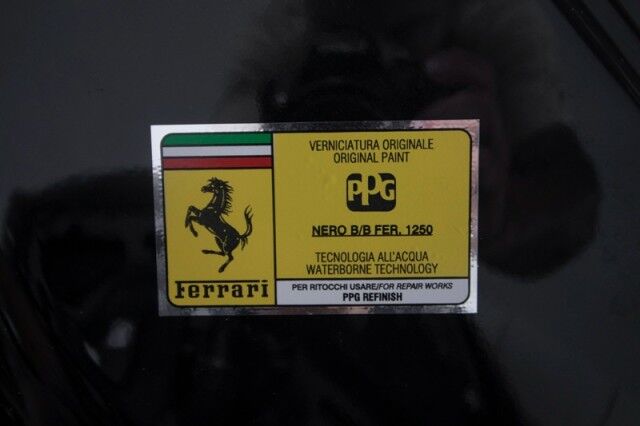 VERNICIATURA ORIGINALE
ORIGINAL PAINT
PPG
NERO B/B FER. 1250
TECNOLOGIA ALL'ACQUA
WATERBORNE TECHNOLOGY
Ferrari
PER RITOCCHI USARE/FOR REPAIR WORKS
PPG REFINISH